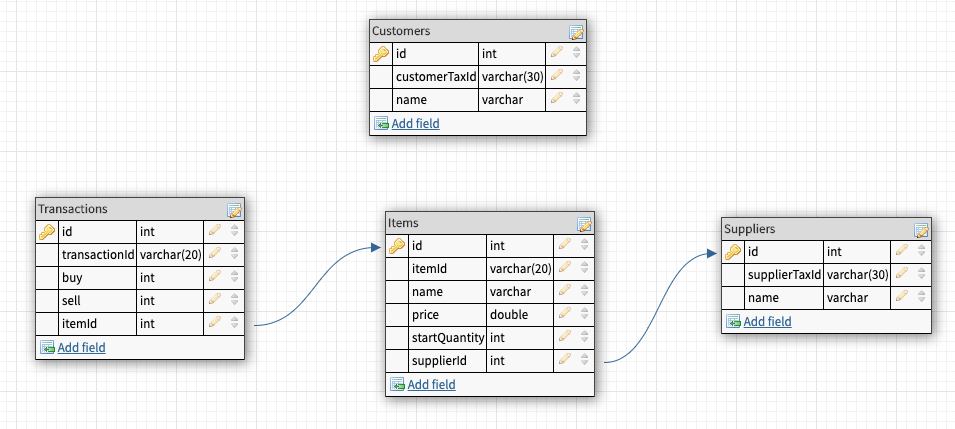 Customers
id int
customerTaxId varchar(30)
name varchar
Add field
Transactions
id int
transactionId varchar(20)
buy int
sell int
itemId int
Add field
Items
id int
itemId varchar(20)
name varchar
price double
startQuantity int
supplierId int
Add field
Suppliers
id int
supplierTaxId varchar(30)
name varchar
Add field